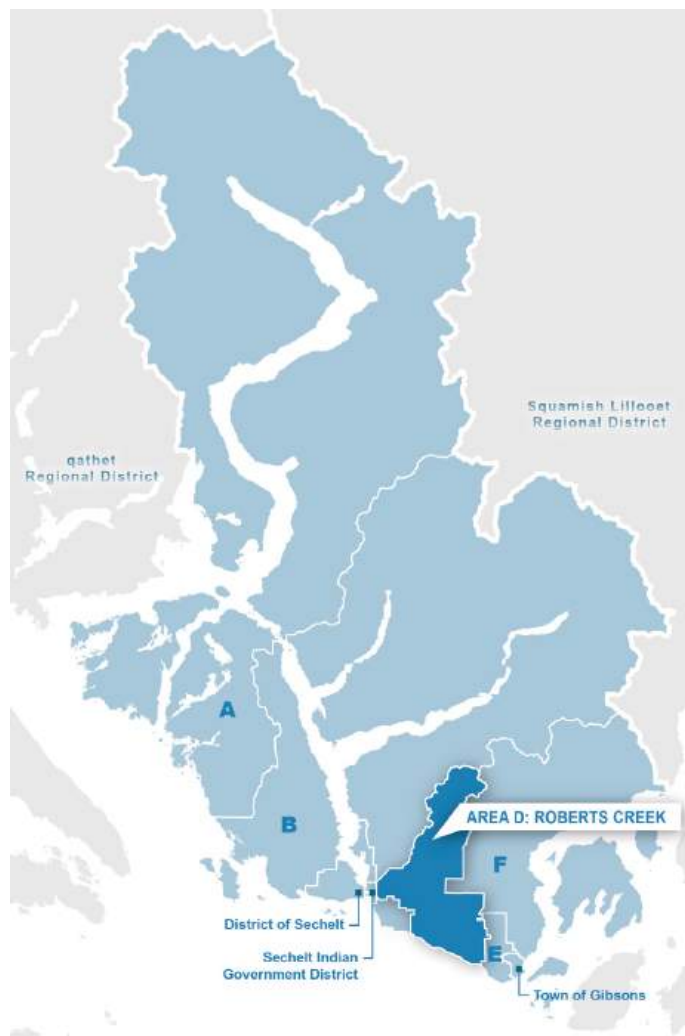 Squamish Lillooet
Regional District
qathet
Regional District
A
B
AREA D: ROBERTS CREEK
F
District of Sechelt
E
Sechelt Indian
Government District
Town of Gibsons